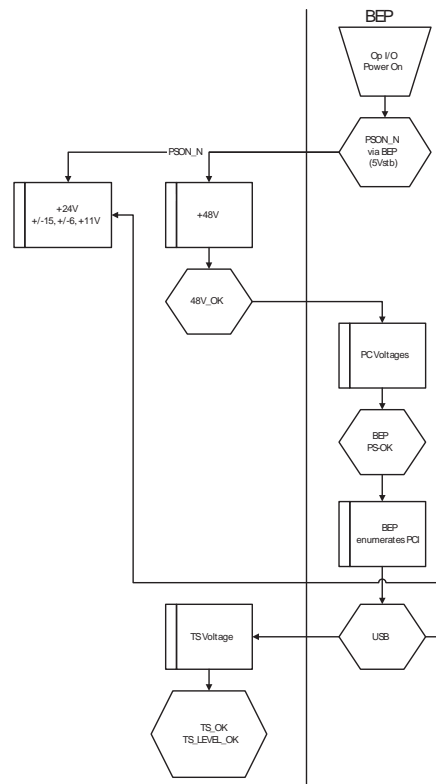 BEP
Op I/O
Power On
PSON_N
via BEP
(5Vstb)
PSON_N
+24V
+/-15, +/-6, +11V
+48V
48V_OK
PC Voltages
BEP
PS-OK
BEP
enumerates PCI
TS Voltage
USB
TS_OK
TS_LEVEL_OK